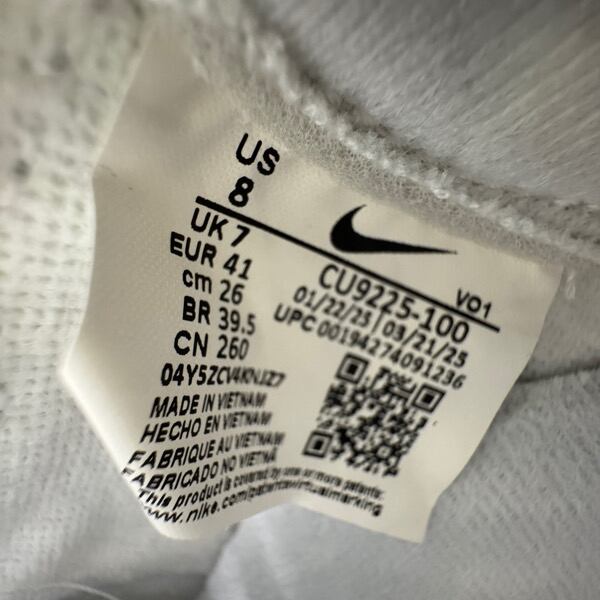 US
8
UK 7
EUR 41
cm 26
BR 39.5
CN 260
04Y5ZCV4KNJZ7
MADE IN VIETNAM
HECHO EN VIETNAM
FABRIQUE AU VIETNAM
FABRICADO NO VIETNÃ
This product is covered by one or more patents:
www.nike.com/patentvirtualmarking
V01
CU9225-100
01/22/25 | 03/21/25
UPC 00194274091236